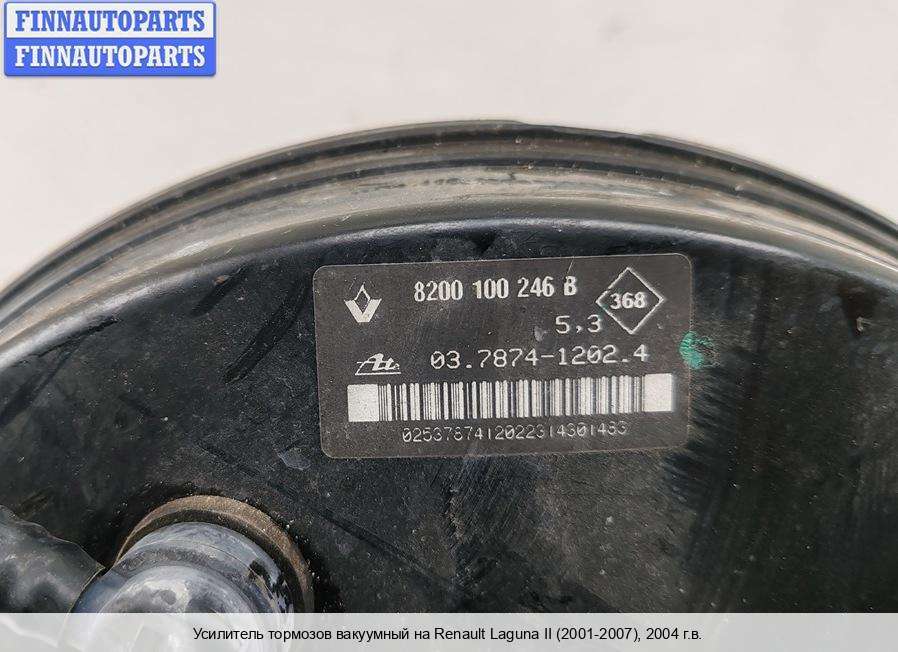 FINNAUTOPARTS
FINNAUTOPARTS
8200 100 246 B
368
5,3
Ate 03.7874-1202.4
0253787412022314301483
Усилитель тормозов вакуумный на Renault Laguna II (2001-2007), 2004 г.в.